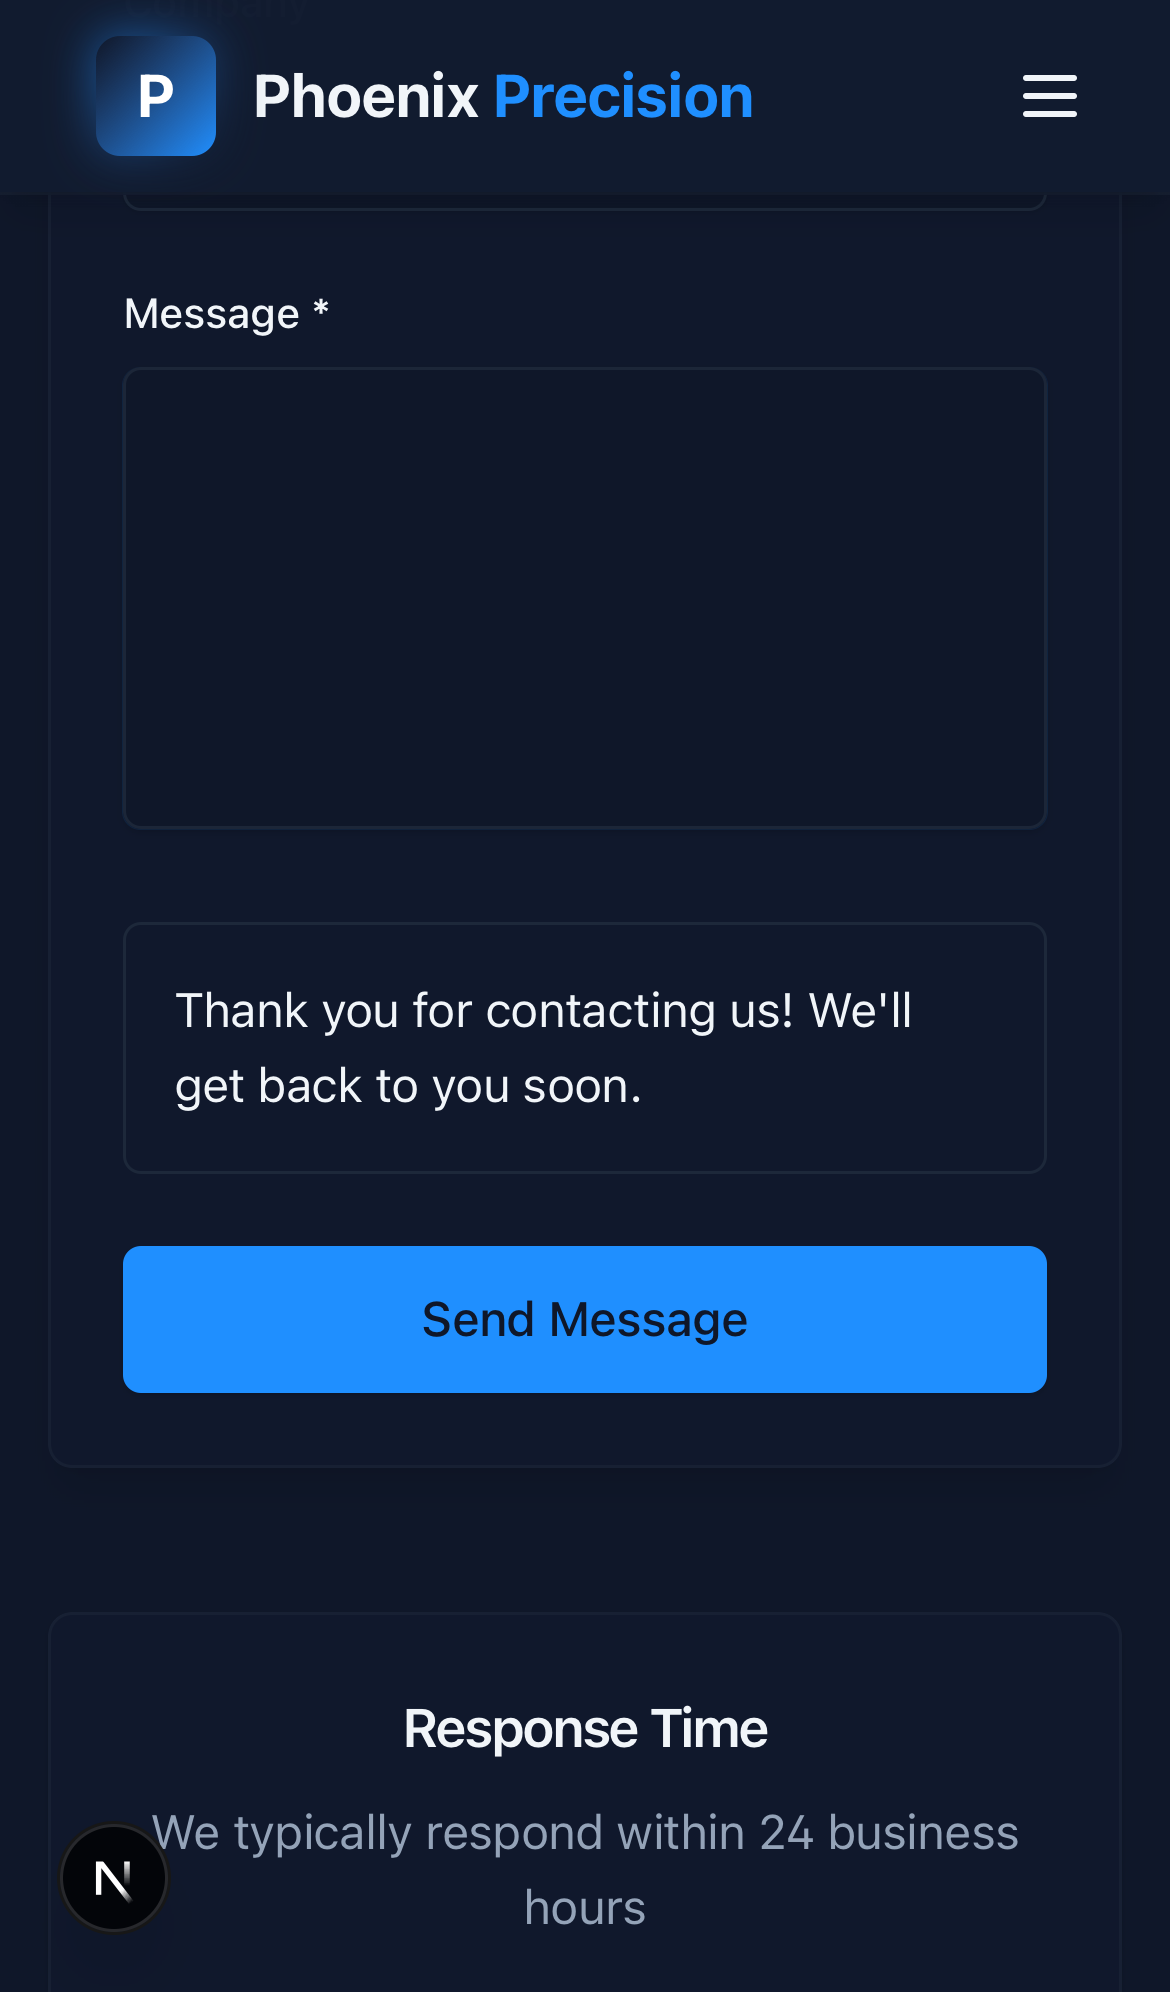 Company
P
Phoenix Precision
Message *
Thank you for contacting us! We'll
get back to you soon.
Send Message
Response Time
We typically respond within 24 business
hours
N